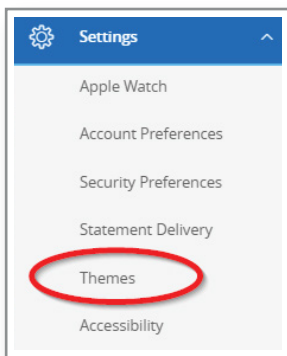 Settings
Apple Watch
Account Preferences
Security Preferences
Statement Delivery
Themes
Accessibility